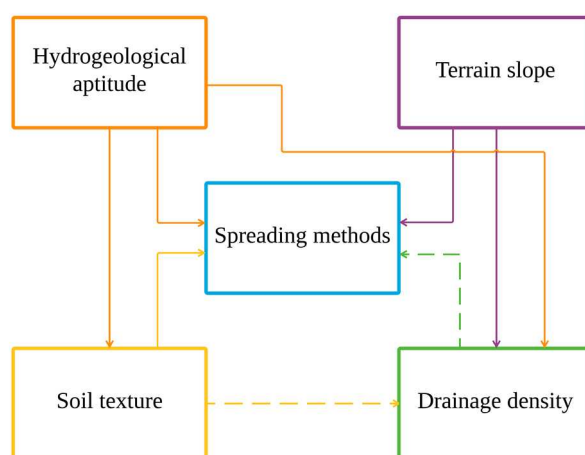 Hydrogeological
aptitude
Terrain slope
Spreading methods
Soil texture
Drainage density